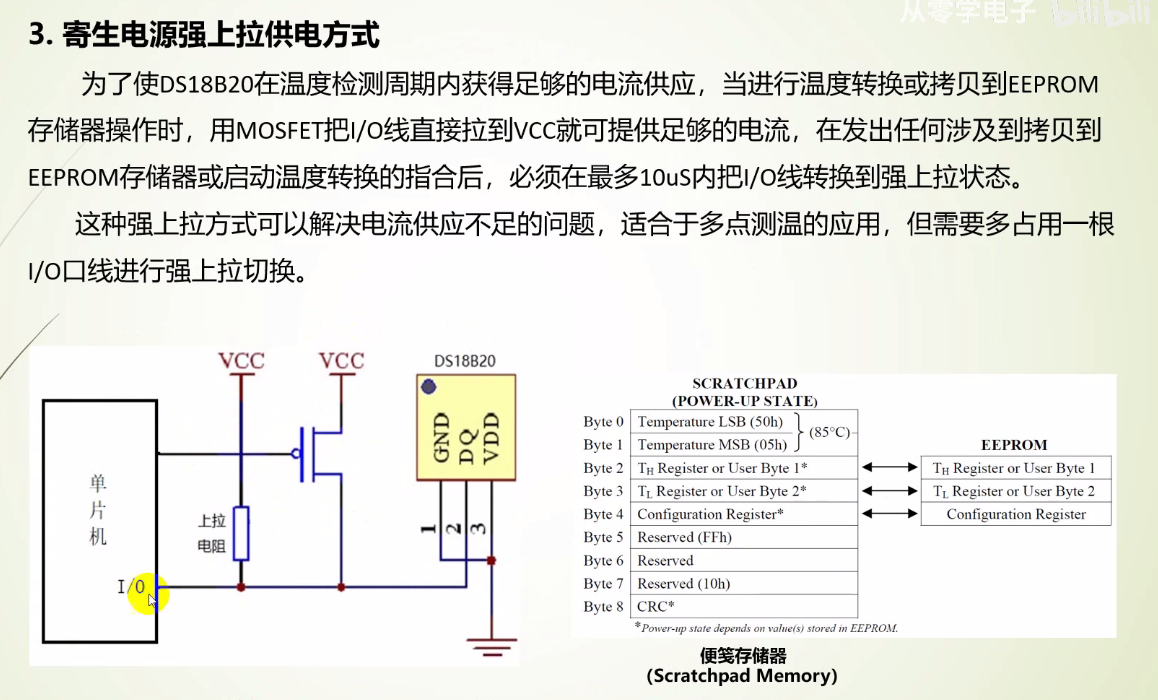 从零学电子 bilibili
3. 寄生电源强上拉供电方式
为了使DS18B20在温度检测周期内获得足够的电流供应，当进行温度转换或拷贝到EEPROM
存储器操作时，用MOSFET把I/O线直接拉到VCC就可提供足够的电流，在发出任何涉及到拷贝到
EEPROM存储器或启动温度转换的指合后，必须在最多10uS内把I/O线转换到强上拉状态。
这种强上拉方式可以解决电流供应不足的问题，适合于多点测温的应用，但需要多占用一根
I/O口线进行强上拉切换。
VCC
VCC
DS18B20
GND
DQ
VDD
1
2
3
单
片
机
上拉
电阻
I/O
SCRATCHPAD
(POWER-UP STATE)
Byte 0 Temperature LSB (50h)
(85°C)
Byte 1 Temperature MSB (05h)
EEPROM
Byte 2 TH Register or User Byte 1* TH Register or User Byte 1
Byte 3 TL Register or User Byte 2* TL Register or User Byte 2
Byte 4 Configuration Register* Configuration Register
Byte 5 Reserved (FFh)
Byte 6 Reserved
Byte 7 Reserved (10h)
Byte 8 CRC*
*Power-up state depends on value(s) stored in EEPROM.
便笺存储器
(Scratchpad Memory)